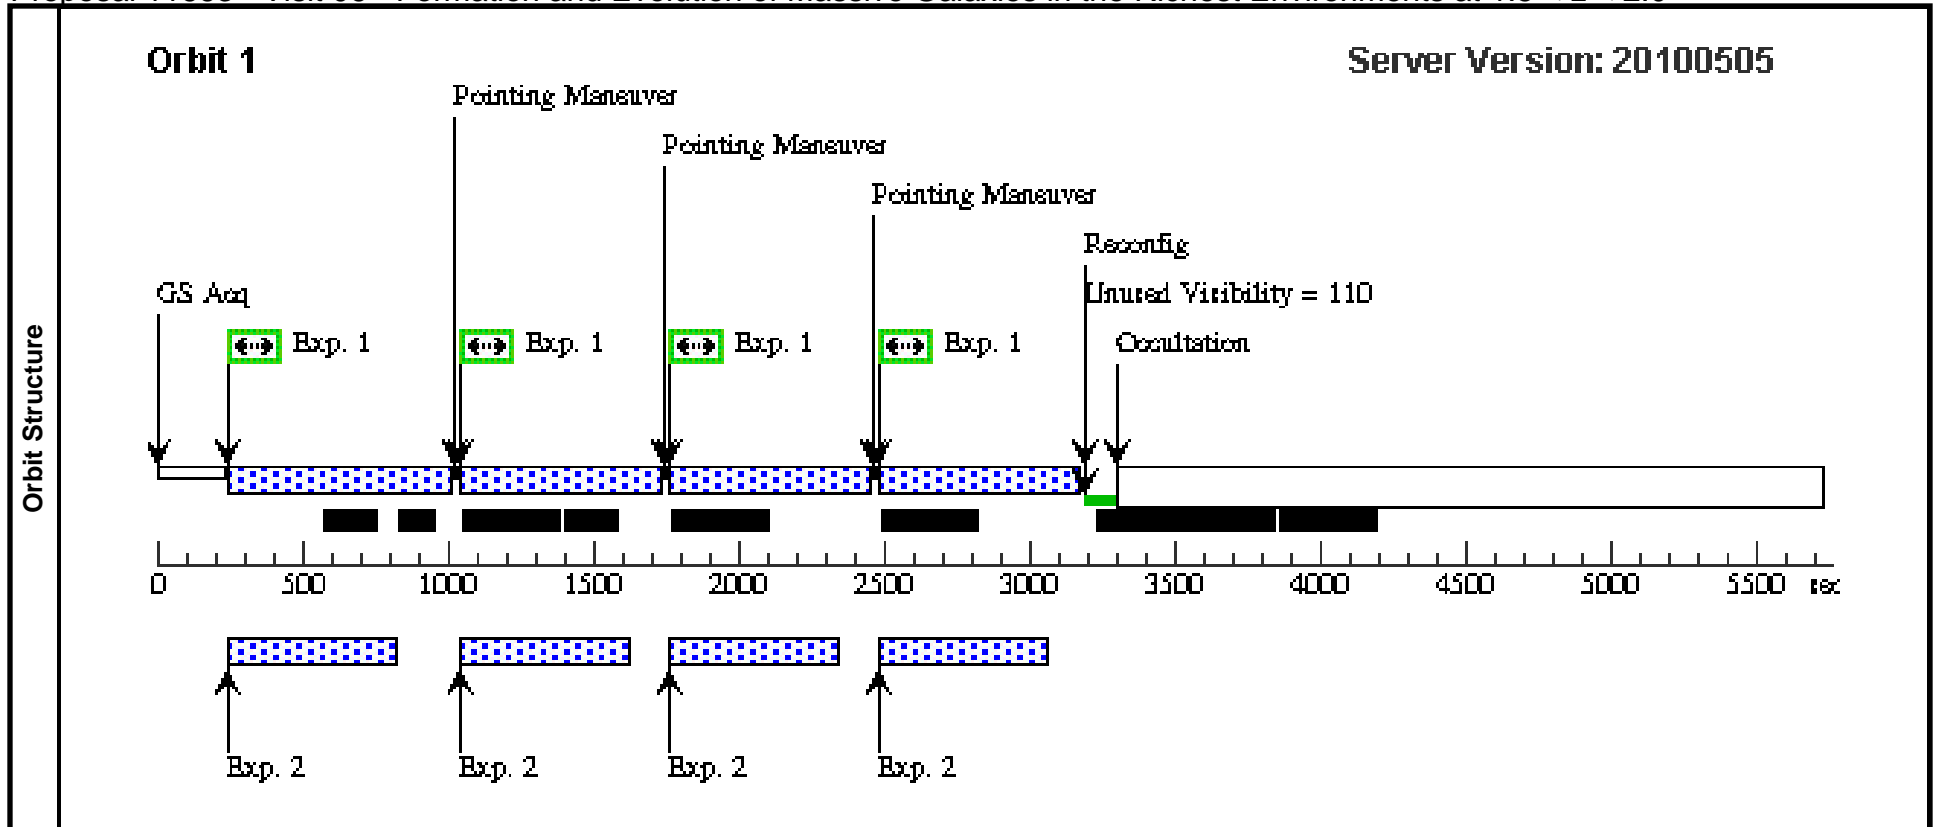 Orbit 1
Server Version: 20100505
Pointing Maneuver
Pointing Maneuver
Pointing Maneuver
Reconfig
GS Acq
Unused Visibility = 110
Exp. 1
Exp. 1
Exp. 1
Exp. 1
Occultation
Orbit Structure
0 500 1000 1500 2000 2500 3000 3500 4000 4500 5000 5500 sec
Exp. 2
Exp. 2
Exp. 2
Exp. 2